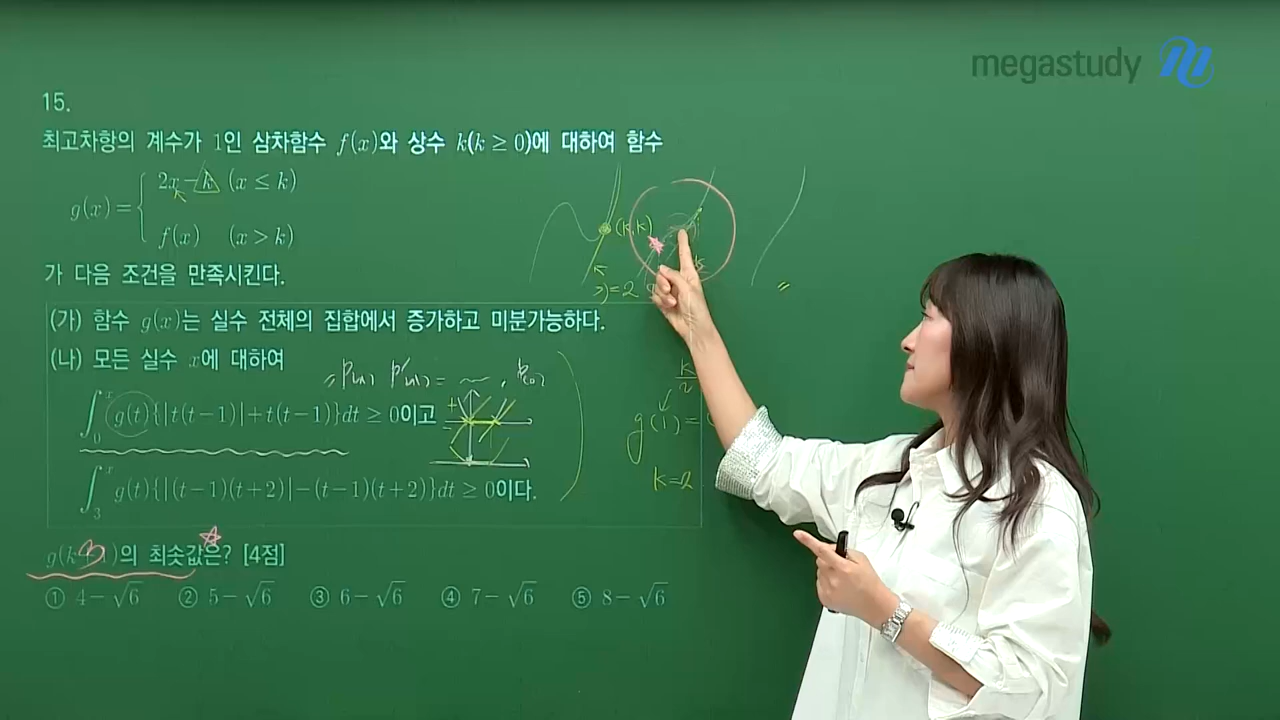 megastudy
15.
최고차항의 계수가 1인 삼차함수 f(x)와 상수 k(k ≥ 0)에 대하여 함수
g(x) = { 2x-k (x ≤ k)
f(x) (x > k)
(k, k)
가 다음 조건을 만족시킨다.
(가) 함수 g(x)는 실수 전체의 집합에서 증가하고 미분가능하다.
(나) 모든 실수 x에 대하여
∫₀ˣ g(t){|t(t-1)|+t(t-1)}dt ≥ 0이고
k/2
g(1)=
∫₃ˣ g(t){|(t-1)(t+2)|-(t-1)(t+2)}dt ≥ 0이다.
k=2
의 최솟값은? [4점]
① 4-√6 ② 5-√6 ③ 6-√6 ④ 7-√6 ⑤ 8-√6